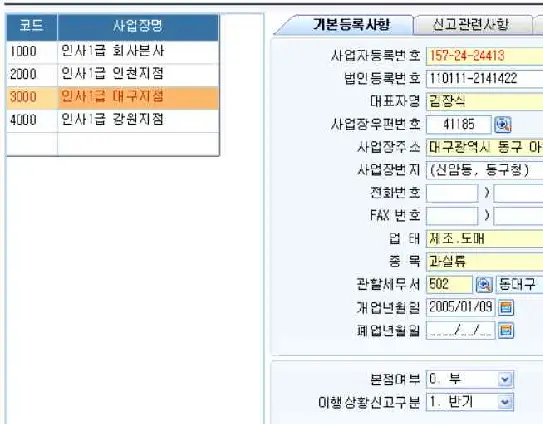 코드 사업장명
1000 인사1급 회사본사
2000 인사1급 인천지점
3000 인사1급 대구지점
4000 인사1급 강원지점
기본등록사항 신고관련사항
사업자등록번호 157-24-24413
법인등록번호 110111-2141422
대표자명 김장식
사업장우편번호 41185
사업장주소 대구광역시 동구 아
사업장번지 (신암동, 동구청)
전화번호 )
FAX 번호 )
업 태 제조.도매
종 목 과실류
관할세무서 502 동대구
개업년월일 2005/01/09
폐업년월일 ____/__/__
본점여부 0. 부
이행상황신고구분 1. 반기